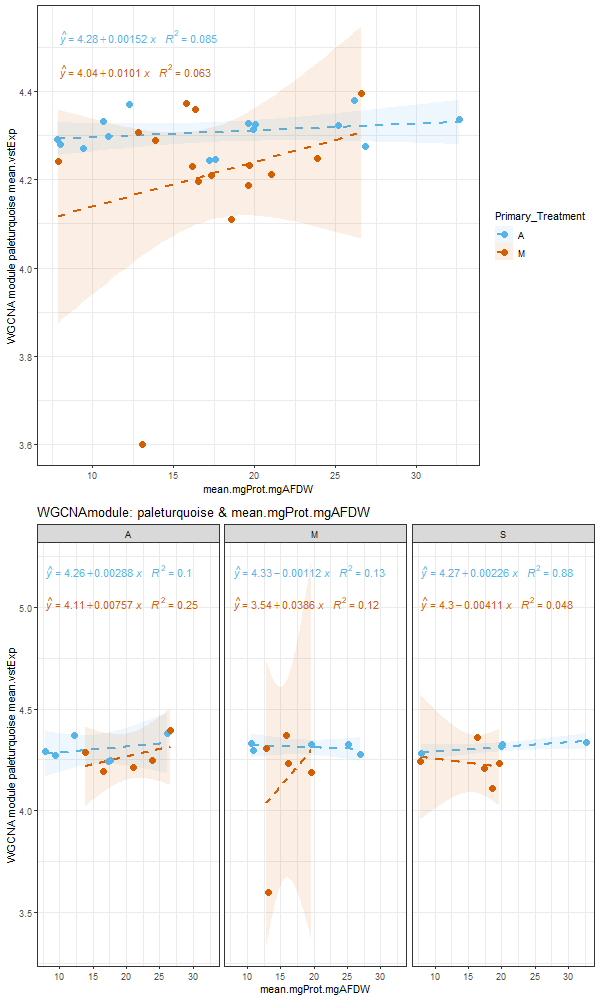 ŷ = 4.28 + 0.00152 x   R² = 0.085
ŷ = 4.04 + 0.0101 x   R² = 0.063
4.4
4.2
4.0
3.8
3.6
WGCNA module paleturquoise mean.vstExp
10 15 20 25 30
mean.mgProt.mgAFDW
Primary_Treatment
A
M
WGCNAmodule: paleturquoise & mean.mgProt.mgAFDW
A M S
ŷ = 4.26 + 0.00288 x   R² = 0.1
ŷ = 4.11 + 0.00757 x   R² = 0.25
ŷ = 4.33 − 0.00112 x   R² = 0.13
ŷ = 3.54 + 0.0386 x   R² = 0.12
ŷ = 4.27 + 0.00226 x   R² = 0.88
ŷ = 4.3 − 0.00411 x   R² = 0.048
5.0
4.5
4.0
3.5
WGCNA module paleturquoise mean.vstExp
10 15 20 25 30 10 15 20 25 30 10 15 20 25 30
mean.mgProt.mgAFDW